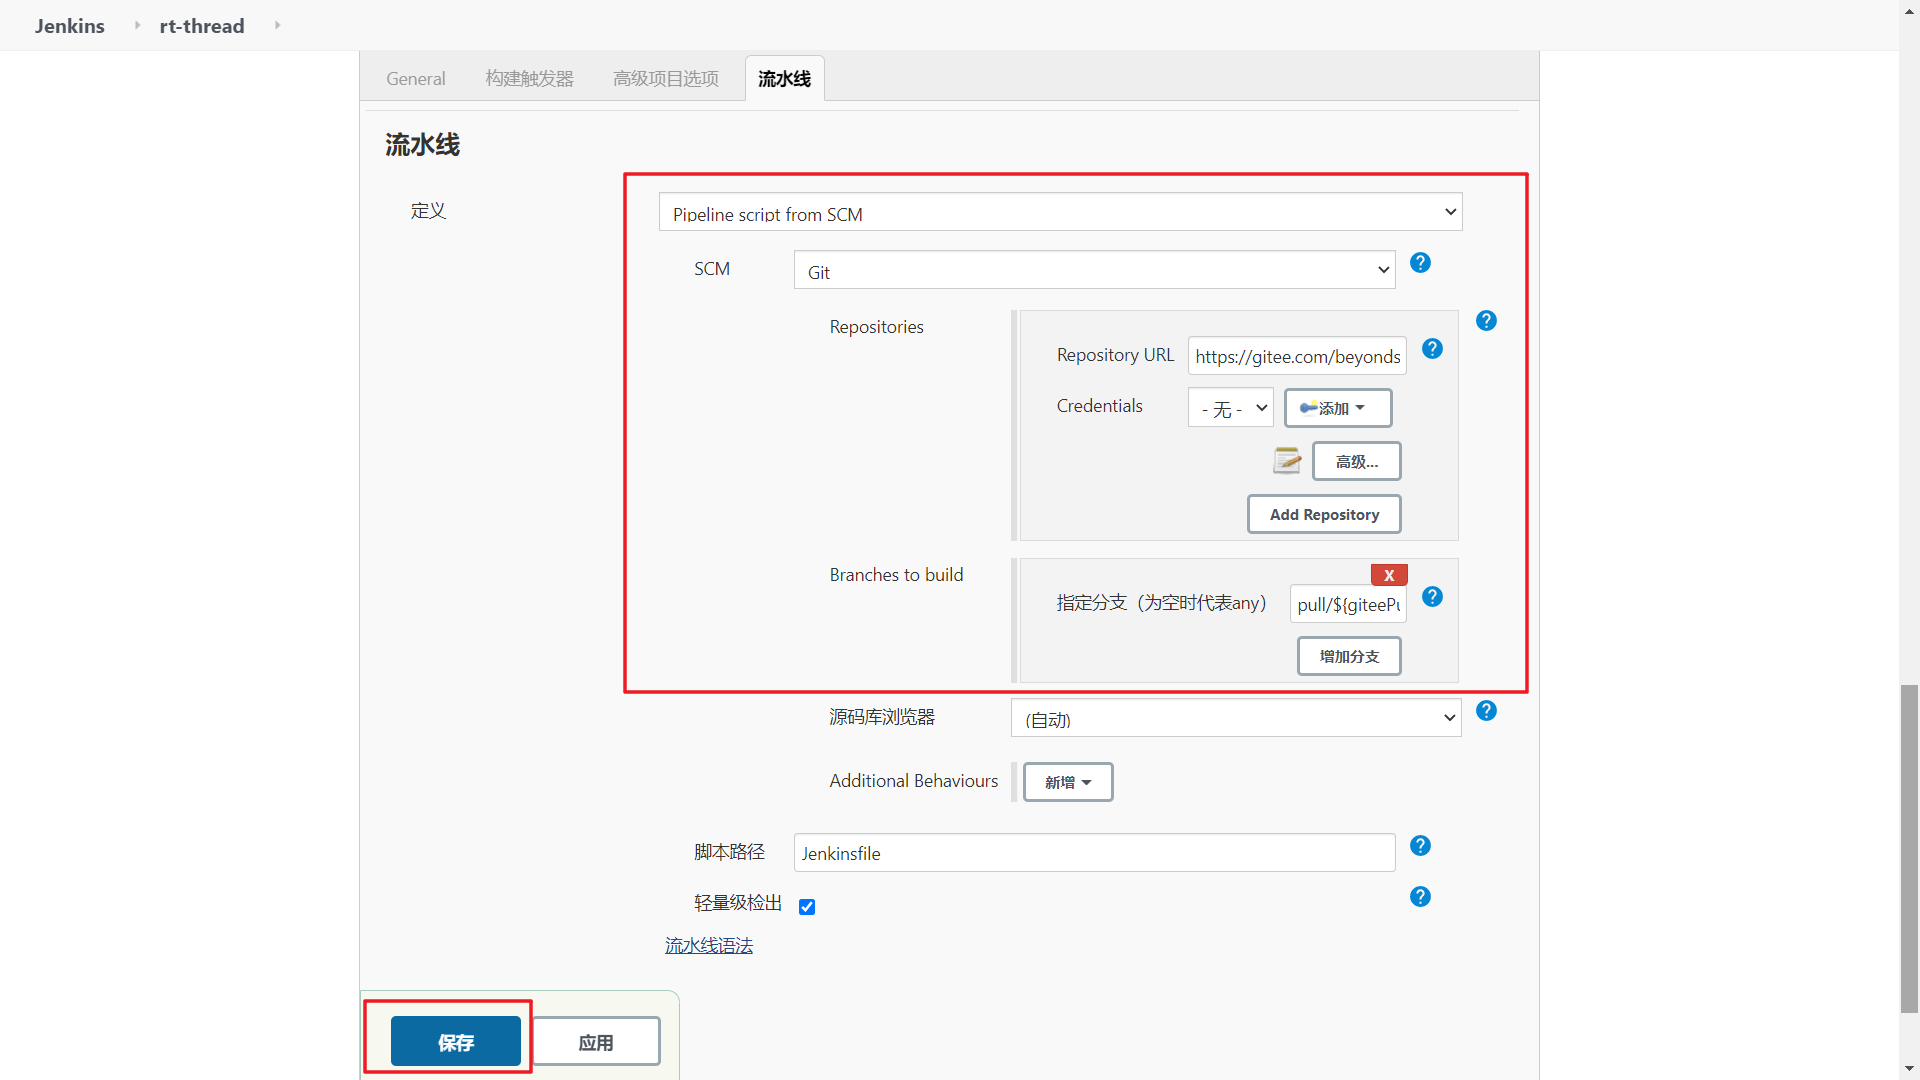 Jenkins rt-thread
General 构建触发器 高级项目选项 流水线
流水线
定义 Pipeline script from SCM
SCM Git
Repositories
Repository URL https://gitee.com/beyonds
Credentials - 无 - 添加
高级...
Add Repository
Branches to build
X
指定分支（为空时代表any） pull/${giteePu
增加分支
源码库浏览器 (自动)
Additional Behaviours 新增
脚本路径 Jenkinsfile
轻量级检出
流水线语法
保存 应用